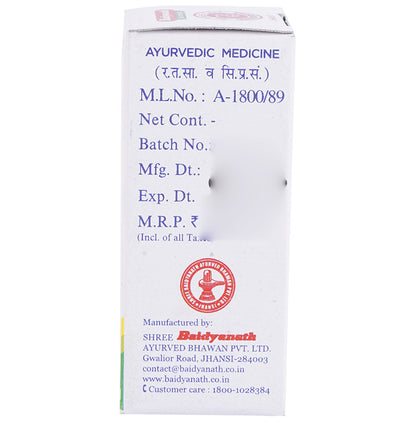 AYURVEDIC MEDICINE
(र.त.सा. व सि.प्र.सं.)
M.L.No. : A-1800/89
Net Cont. -
Batch No.:
Mfg. Dt.:
Exp. Dt.
M.R.P. ₹
(Incl. of all
Manufactured by:
SHREE Baidyanath
AYURVED BHAWAN PVT. LTD.
Gwalior Road, JHANSI-284003
contact@baidyanath.co.in
www.baidyanath.co.in
Customer care : 1800-1028384